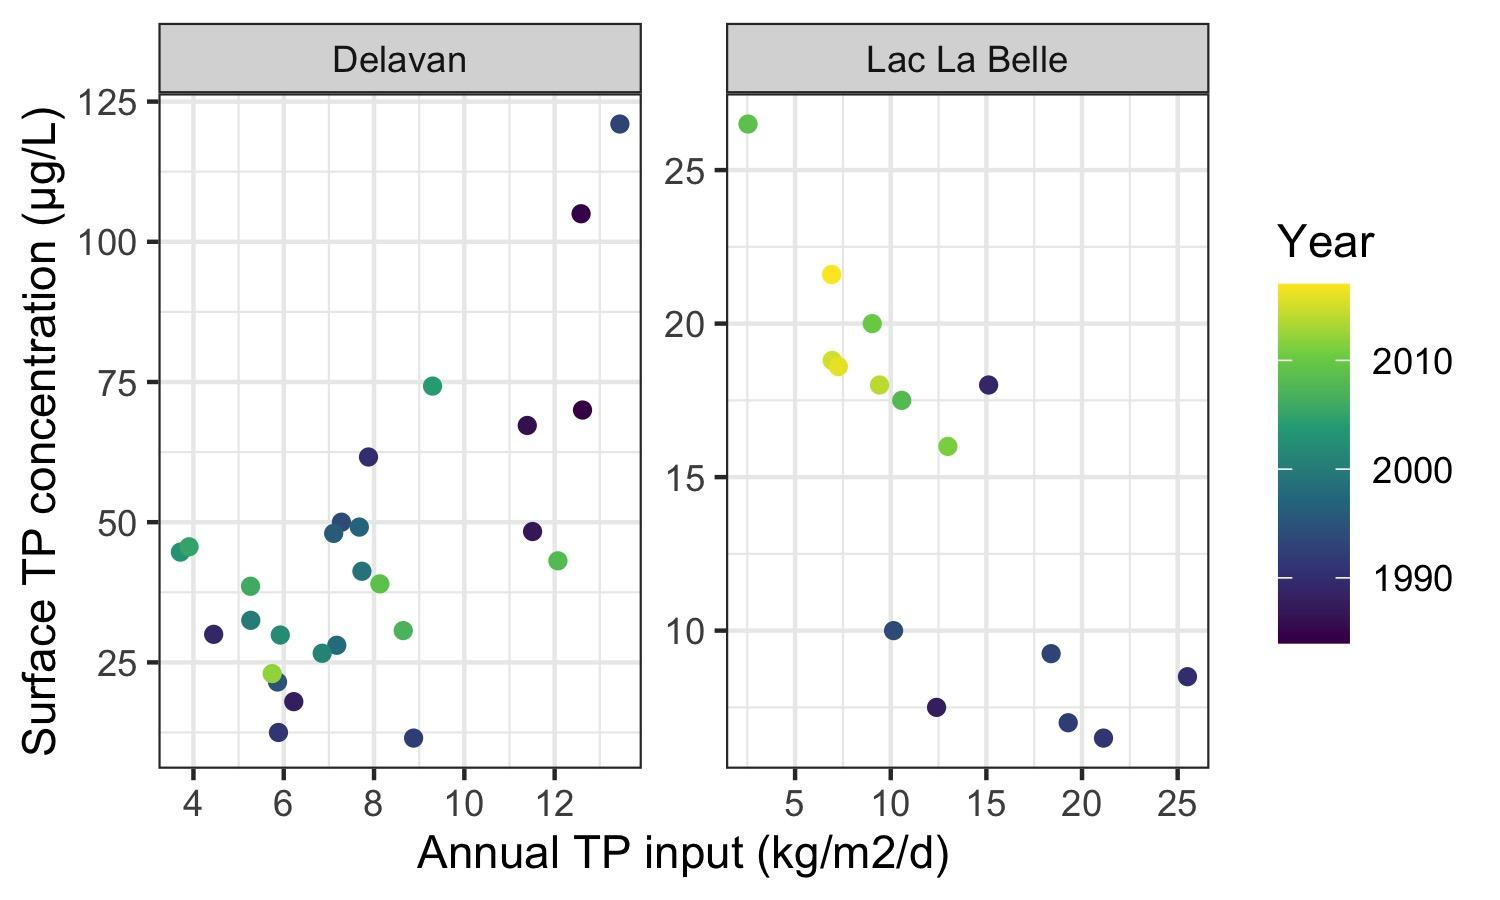 Delavan
Lac La Belle
Surface TP concentration (µg/L)
125
100
75
50
25
25
20
15
10
4 6 8 10 12
5 10 15 20 25
Annual TP input (kg/m2/d)
Year
2010
2000
1990